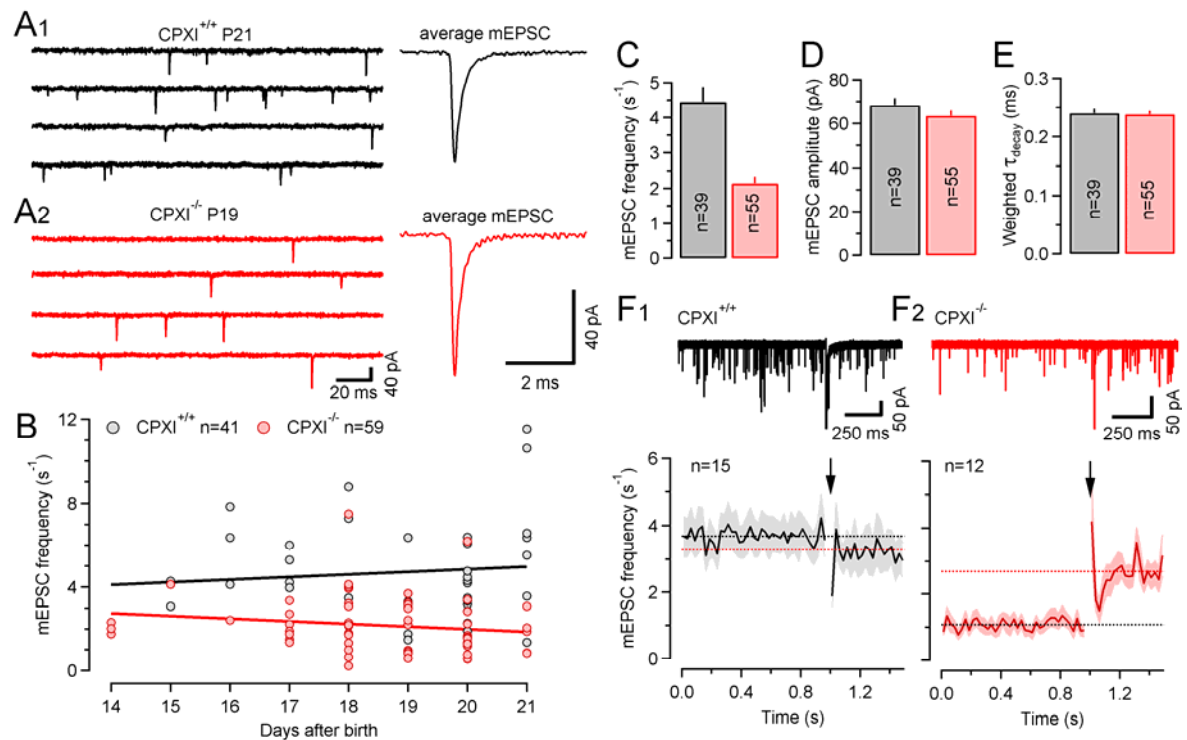 A1
CPXI+/+ P21
average mEPSC
A2
CPXI-/- P19
average mEPSC
20 ms
40 pA
2 ms
40 pA
B
CPXI+/+ n=41
CPXI-/- n=59
mEPSC frequency (s-1)
12
8
4
0
14 15 16 17 18 19 20 21
Days after birth
C
mEPSC frequency (s-1)
5
4
3
2
1
0
n=39
n=55
D
mEPSC amplitute (pA)
80
60
40
20
0
n=39
n=55
E
Weighted τdecay (ms)
0.3
0.2
0.1
0.0
n=39
n=55
F1
CPXI+/+
250 ms
50 pA
n=15
mEPSC frequency (s-1)
6
4
2
0
0.0 0.4 0.8 1.2
Time (s)
F2
CPXI-/-
250 ms
50 pA
n=12
0.0 0.4 0.8 1.2
Time (s)